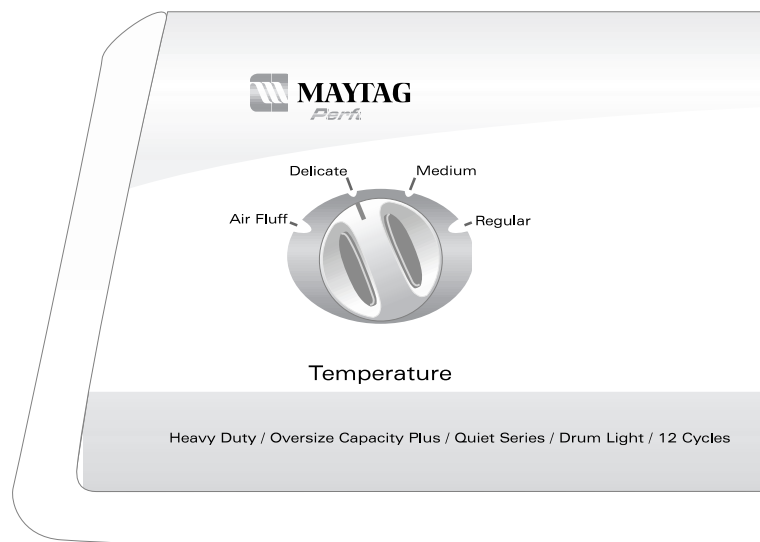 MAYTAG
Perf
Delicate
Medium
Air Fluff
Regular
Temperature
Heavy Duty / Oversize Capacity Plus / Quiet Series / Drum Light / 12 Cycles